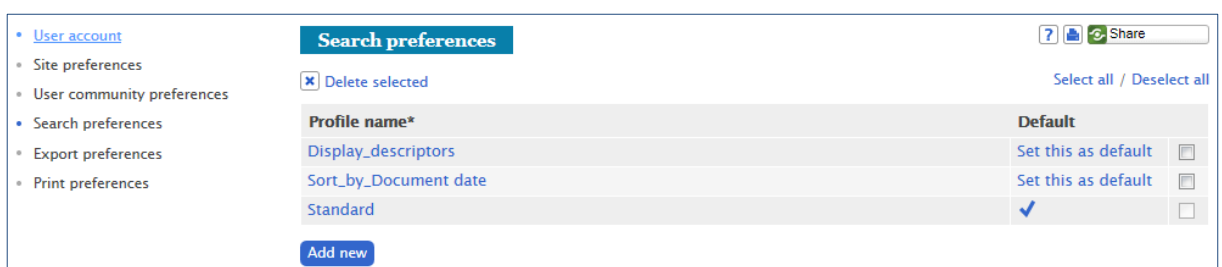 User account
Site preferences
User community preferences
Search preferences
Export preferences
Print preferences
Search preferences
? Share
Delete selected
Select all / Deselect all
Profile name* Default
Display_descriptors Set this as default
Sort_by_Document date Set this as default
Standard
Add new